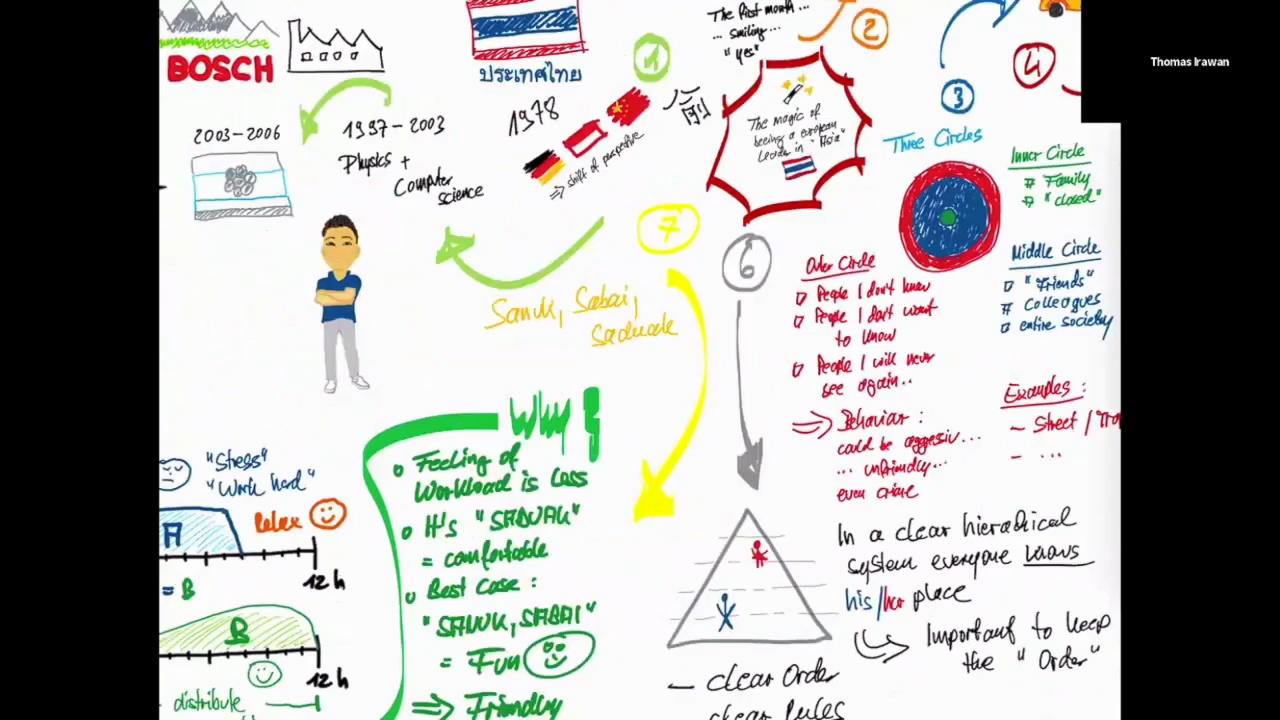 BOSCH
2003-2006
1997-2003
Physics +
Computer
science
ประเทศไทย
1978
=> shift of perspective
1
The first month...
... smiling...
"yes"
2
The magic of
beeing a european
Leader in "Asia"
3
4
Thomas Irawan
Three Circles
Inner Circle
Family
"closed"
Middle Circle
"Friends"
Colleagues
entire society
Outer Circle
People I don't know
People I don't want
to know
People I will never
see again..
=> Behavior:
could be aggressiv...
... unfriendly...
even crime
Examples:
- Street /
- ...
7
Sanuk, Sabai,
Saduak
6
Why
Feeling of
Workload is less
It's "SADUAK"
= comfortable
Best Case:
"SANUK, SABAI"
= Fun
=> Friendly
"Stress"
"Work hard"
A
Relax
12 h
= B
B
12 h
distribute
In a clear hierachical
system everyone knows
his/her place
Important to keep
the "Order"
- clear Order
clear Rules